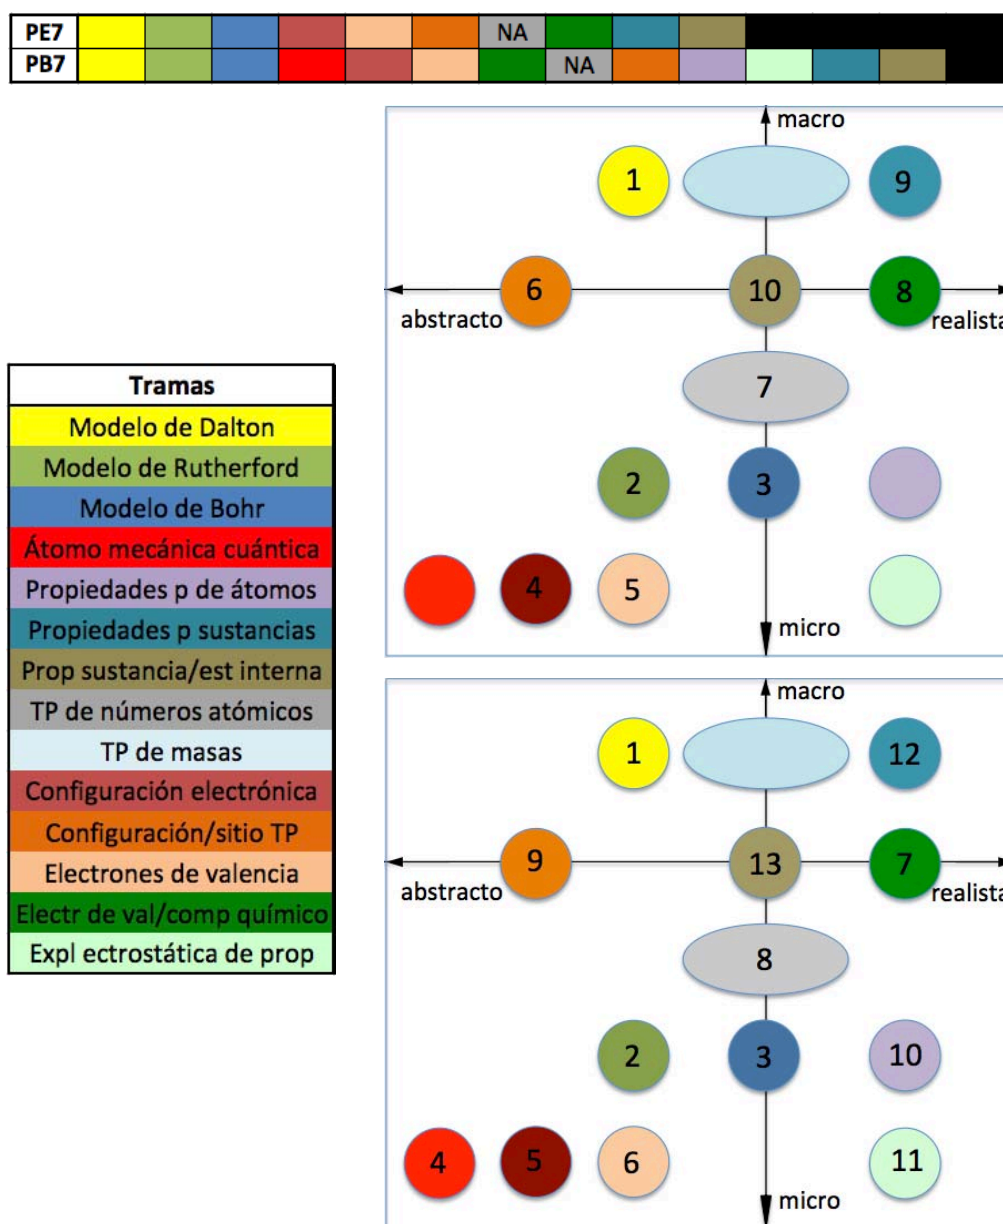 PE7 NA
PB7 NA
macro
1 9
6 10 8
abstracto realista
7
2 3
4 5
micro
Tramas
Modelo de Dalton
Modelo de Rutherford
Modelo de Bohr
Átomo mecánica cuántica
Propiedades p de átomos
Propiedades p sustancias
Prop sustancia/est interna
TP de números atómicos
TP de masas
Configuración electrónica
Configuración/sitio TP
Electrones de valencia
Electr de val/comp químico
Expl ectrostática de prop
macro
1 12
9 13 7
abstracto realista
8
2 3 10
4 5 6 11
micro